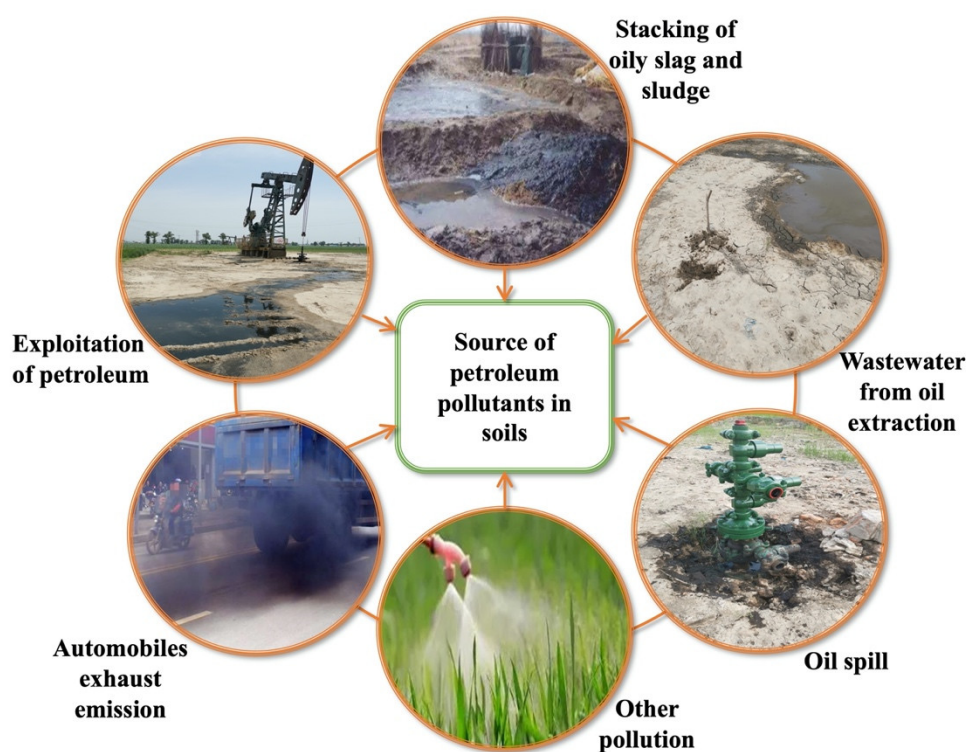 Stacking of
oily slag and
sludge
Exploitation
of petroleum
Source of
petroleum
pollutants in
soils
Wastewater
from oil
extraction
Automobiles
exhaust
emission
Oil spill
Other
pollution